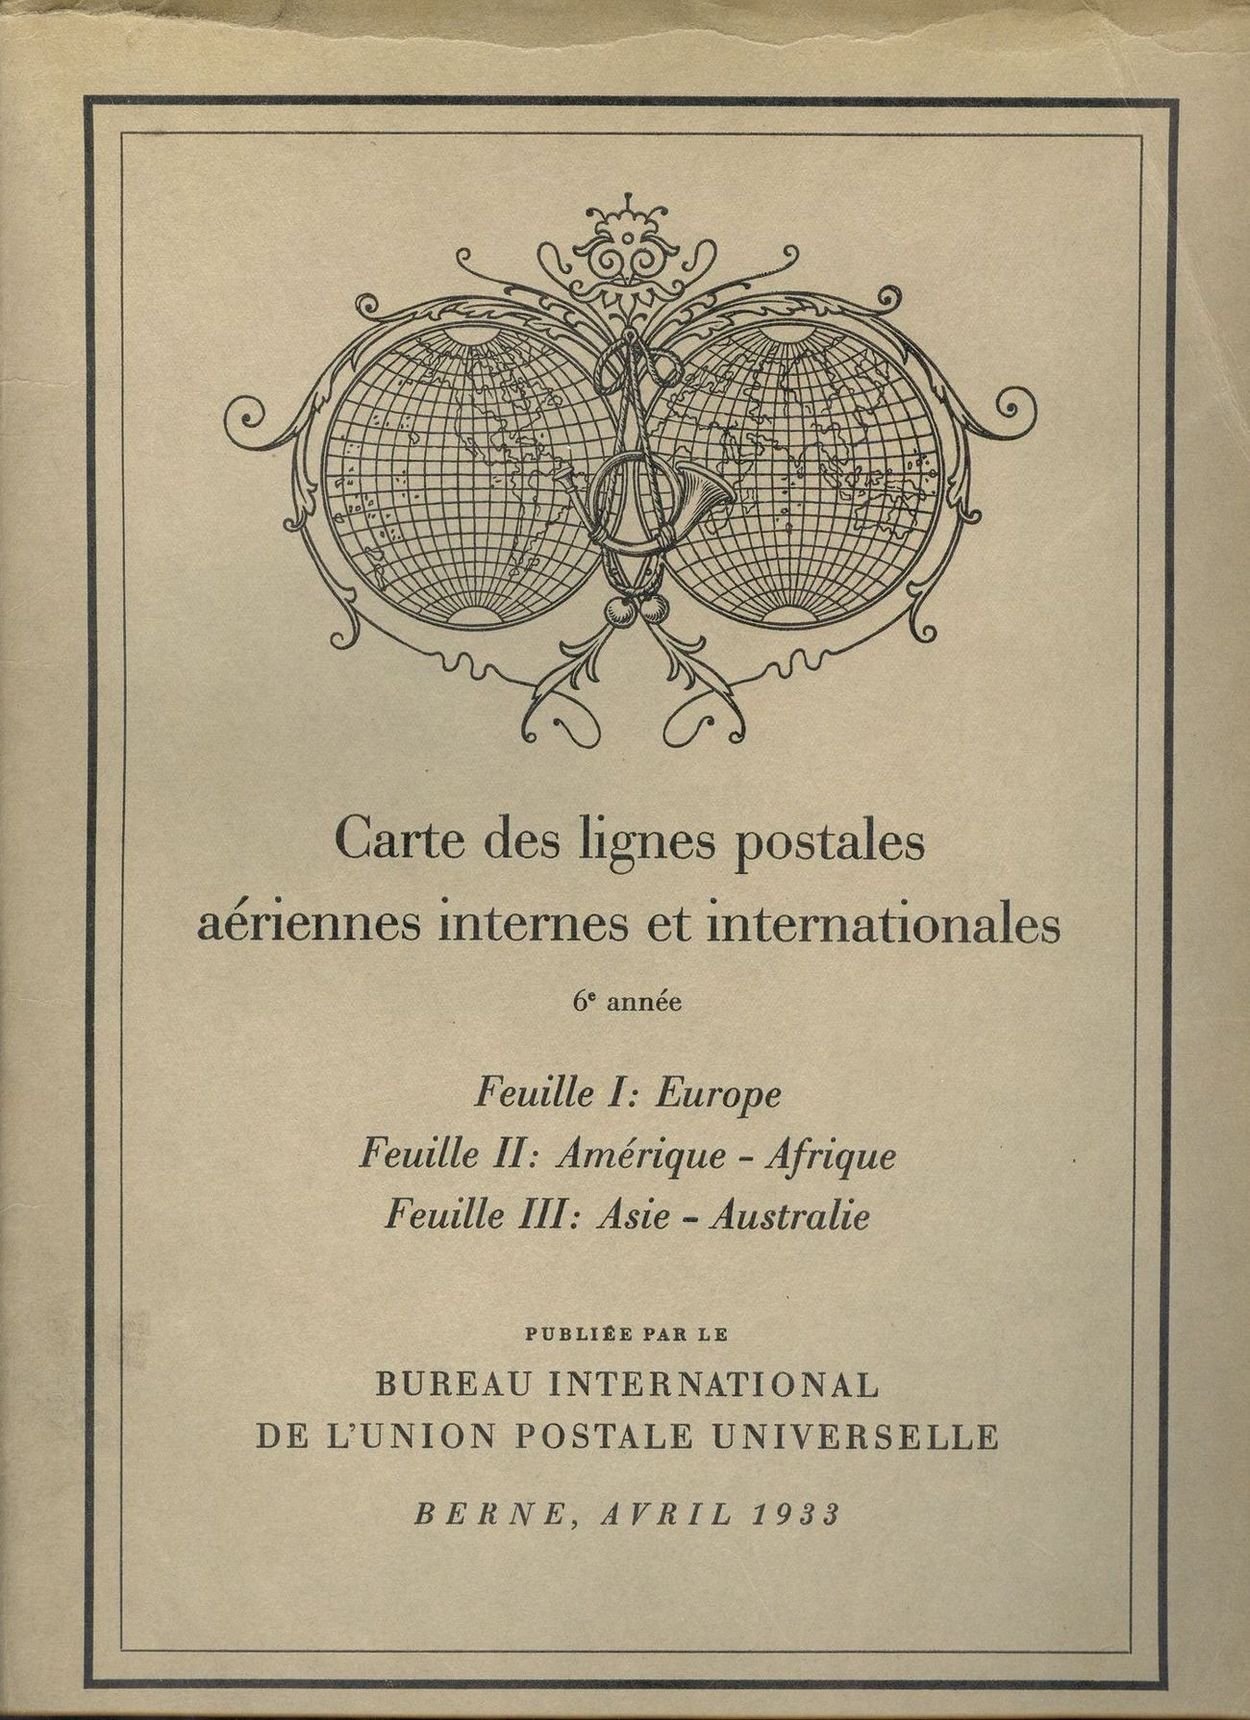 Carte des lignes postales
aériennes internes et internationales
6e année
Feuille I: Europe
Feuille II: Amérique - Afrique
Feuille III: Asie - Australie
PUBLIÉE PAR LE
BUREAU INTERNATIONAL
DE L'UNION POSTALE UNIVERSELLE
BERNE, AVRIL 1933